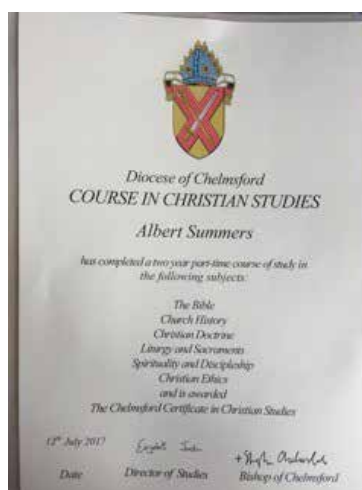 Diocese of Chelmsford
COURSE IN CHRISTIAN STUDIES
Albert Summers
has completed a two year part-time course of study in
the following subjects:
The Bible
Church History
Christian Doctrine
Liturgy and Sacraments
Spirituality and Discipleship
Christian Ethics
and is awarded
The Chelmsford Certificate in Christian Studies
12th July 2017
Date
Director of Studies
Bishop of Chelmsford